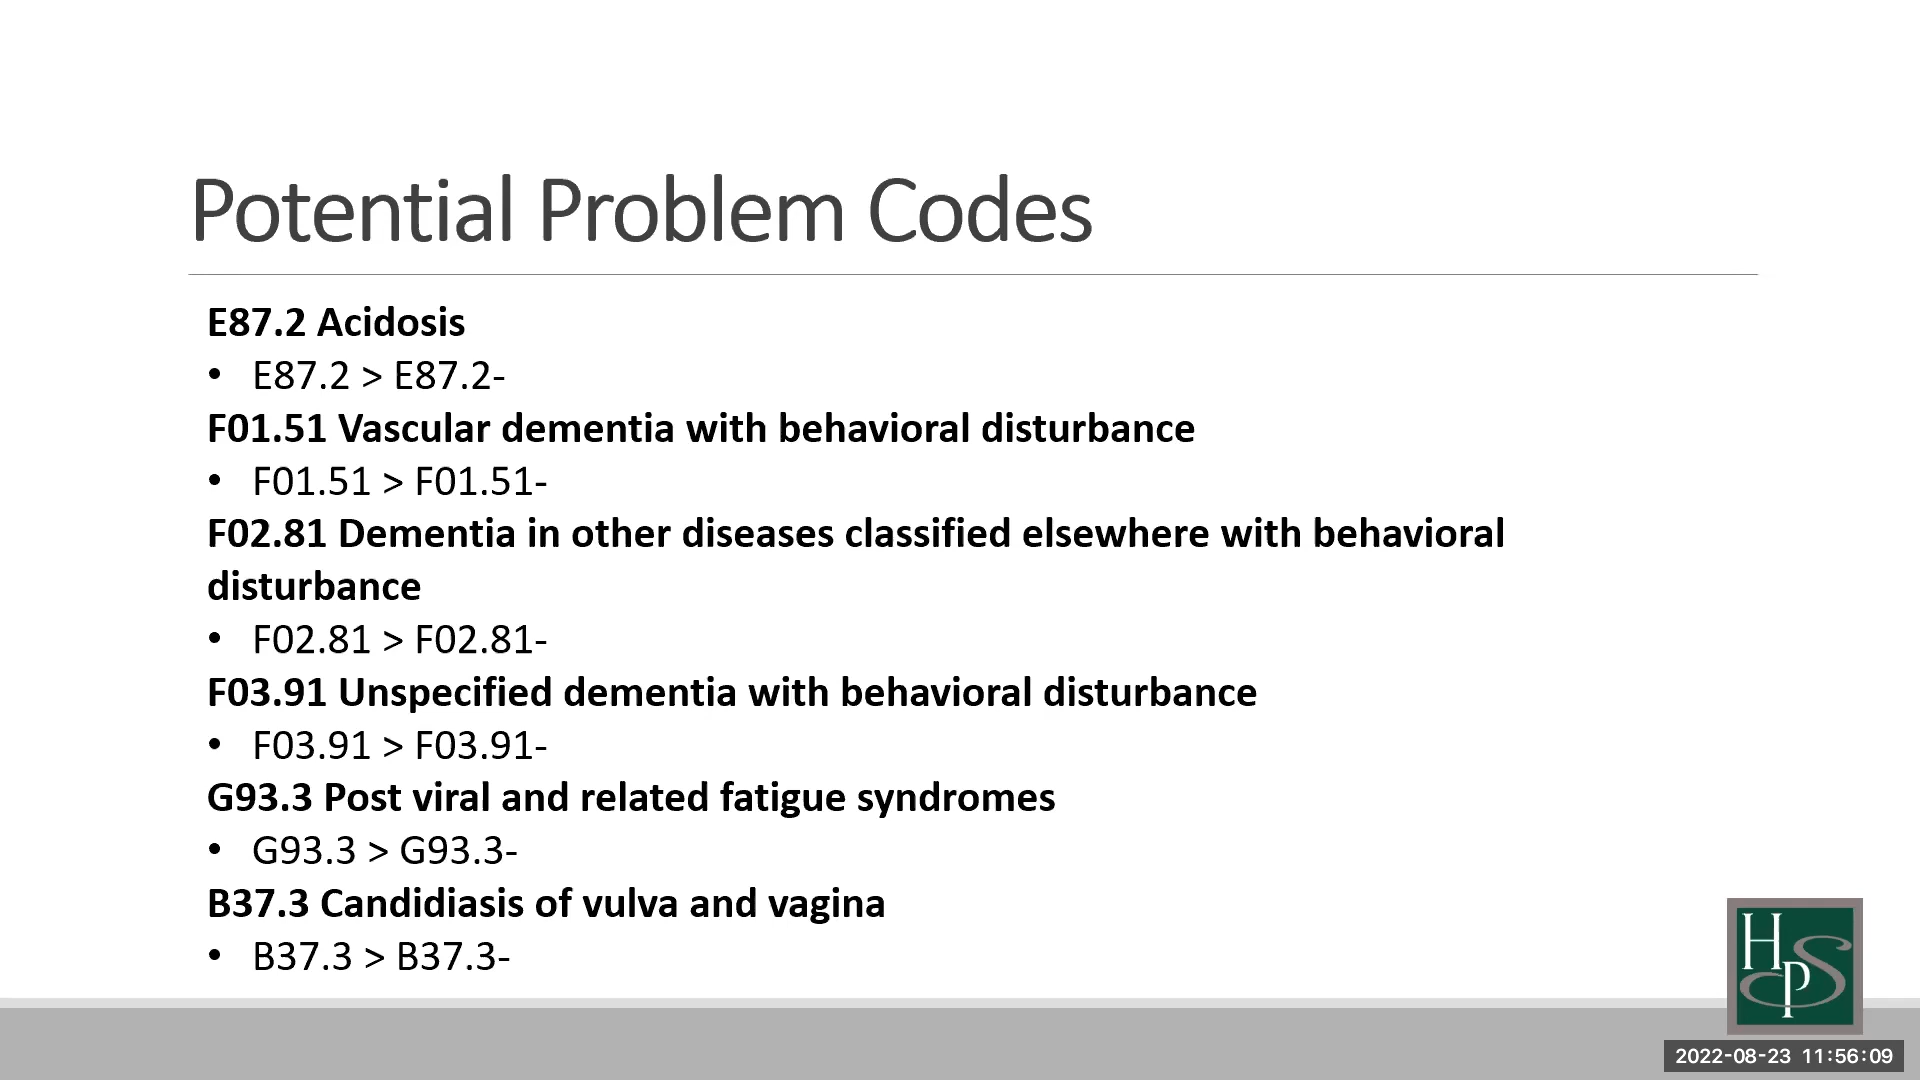 Potential Problem Codes
E87.2 Acidosis
• E87.2 > E87.2-
F01.51 Vascular dementia with behavioral disturbance
• F01.51 > F01.51-
F02.81 Dementia in other diseases classified elsewhere with behavioral
disturbance
• F02.81 > F02.81-
F03.91 Unspecified dementia with behavioral disturbance
• F03.91 > F03.91-
G93.3 Post viral and related fatigue syndromes
• G93.3 > G93.3-
B37.3 Candidiasis of vulva and vagina
• B37.3 > B37.3-
HPS
2022-08-23 11:56:09